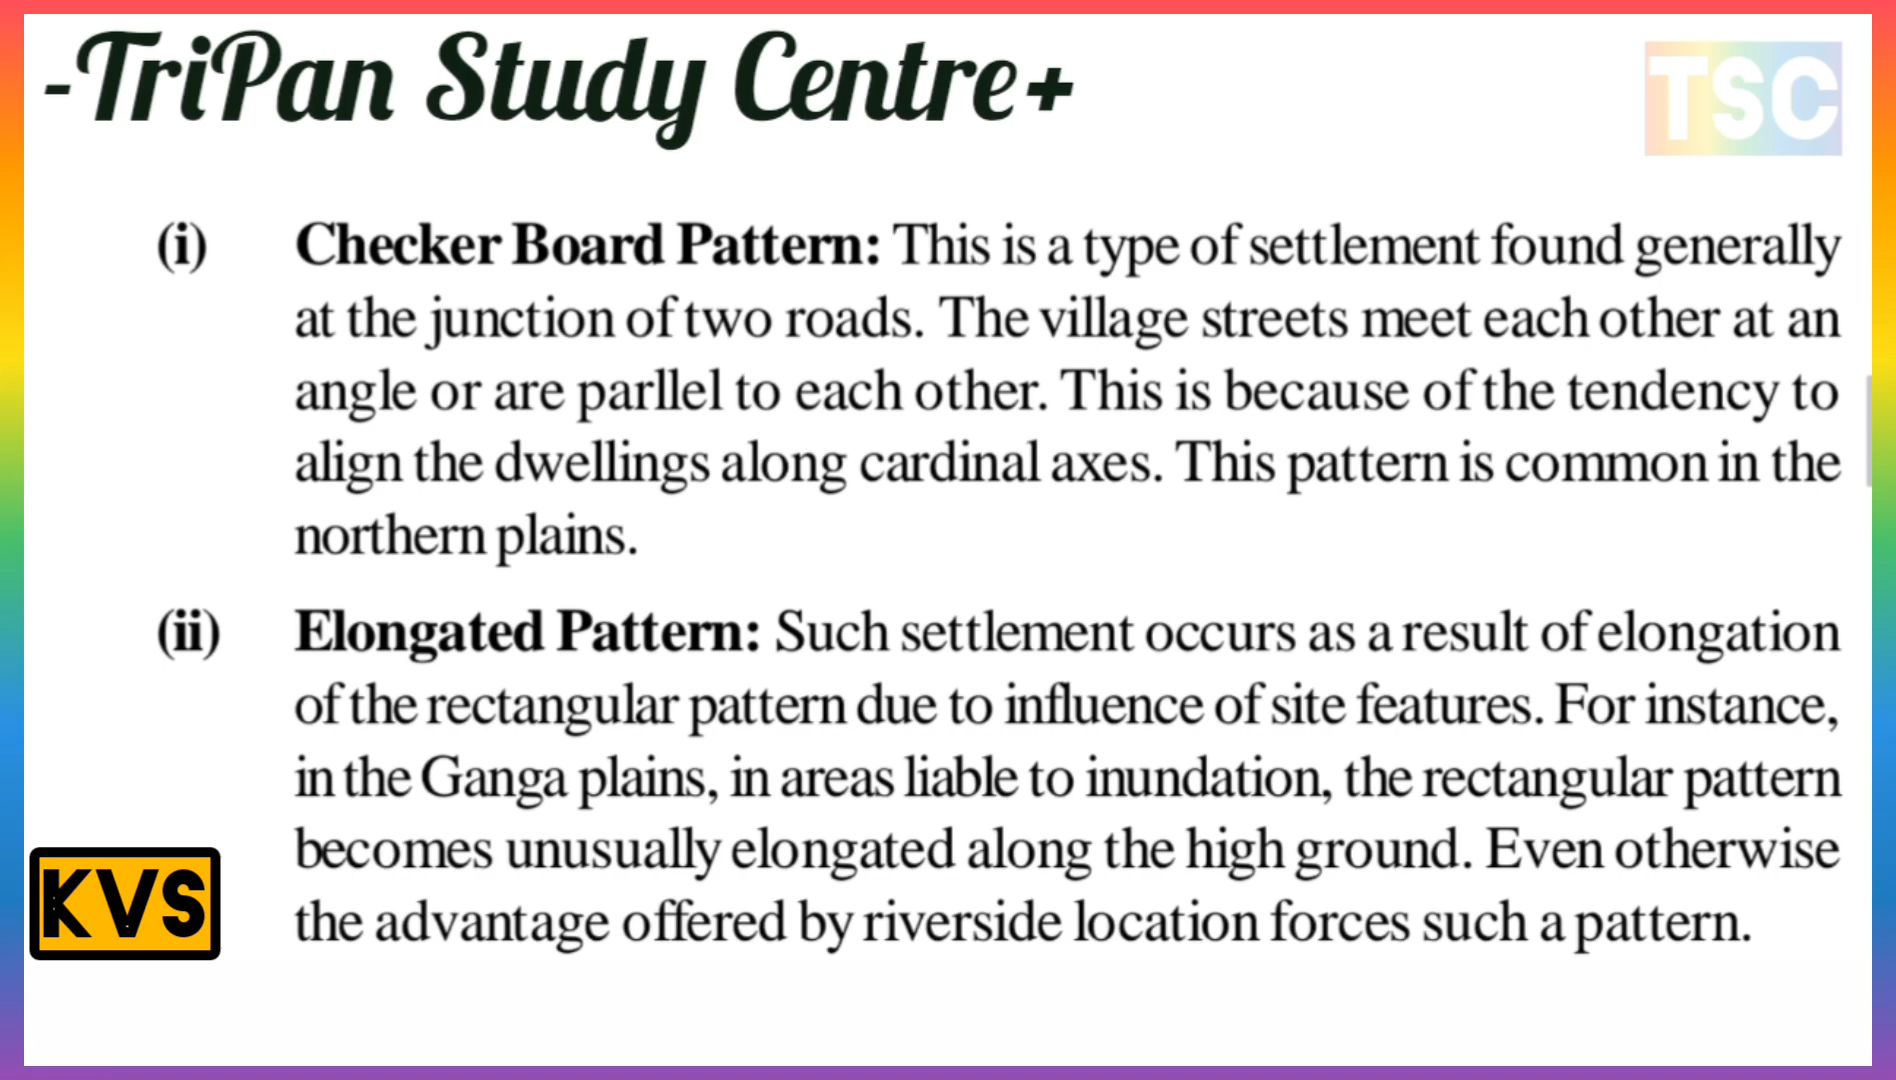 -TriPan Study Centre+
TSC
(i) Checker Board Pattern: This is a type of settlement found generally
at the junction of two roads. The village streets meet each other at an
angle or are parllel to each other. This is because of the tendency to
align the dwellings along cardinal axes. This pattern is common in the
northern plains.
(ii) Elongated Pattern: Such settlement occurs as a result of elongation
of the rectangular pattern due to influence of site features. For instance,
in the Ganga plains, in areas liable to inundation, the rectangular pattern
becomes unusually elongated along the high ground. Even otherwise
the advantage offered by riverside location forces such a pattern.
KVS